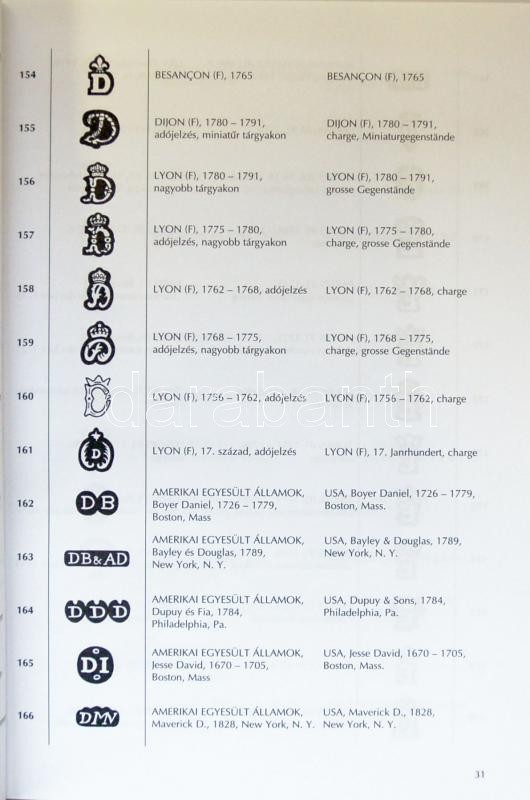 154 D BESANÇON (F), 1765 BESANÇON (F), 1765
155 D DIJON (F), 1780 – 1791, DIJON (F), 1780 – 1791,
adójelzés, miniatűr tárgyakon charge, Miniaturgegenstände
156 D LYON (F), 1780 – 1791, LYON (F), 1780 – 1791,
nagyobb tárgyakon grosse Gegenstände
157 D LYON (F), 1775 – 1780, LYON (F), 1775 – 1780,
adójelzés, nagyobb tárgyakon charge, grosse Gegenstände
158 LYON (F), 1762 – 1768, adójelzés LYON (F), 1762 – 1768, charge
159 LYON (F), 1768 – 1775, LYON (F), 1768 – 1775,
adójelzés, nagyobb tárgyakon charge, grosse Gegenstände
160 D LYON (F), 1756 – 1762, adójelzés LYON (F), 1756 – 1762, charge
161 D LYON (F), 17. század, adójelzés LYON (F), 17. Janrhundert, charge
162 DB AMERIKAI EGYESÜLT ÁLLAMOK, USA, Boyer Daniel, 1726 – 1779,
Boyer Daniel, 1726 – 1779, Boston, Mass.
Boston, Mass
163 DB & AD AMERIKAI EGYESÜLT ÁLLAMOK, USA, Bayley & Douglas, 1789,
Bayley és Douglas, 1789, New York, N. Y.
New York, N. Y.
164 DDD AMERIKAI EGYESÜLT ÁLLAMOK, USA, Dupuy & Sons, 1784,
Dupuy és Fia, 1784, Philadelphia, Pa.
Philadelphia, Pa.
165 DI AMERIKAI EGYESÜLT ÁLLAMOK, USA, Jesse David, 1670 – 1705,
Jesse David, 1670 – 1705, Boston, Mass.
Boston, Mass
166 DMN AMERIKAI EGYESÜLT ÁLLAMOK, USA, Maverick D., 1828,
Maverick D., 1828, New York, N. Y. New York, N. Y.
31
darabanth